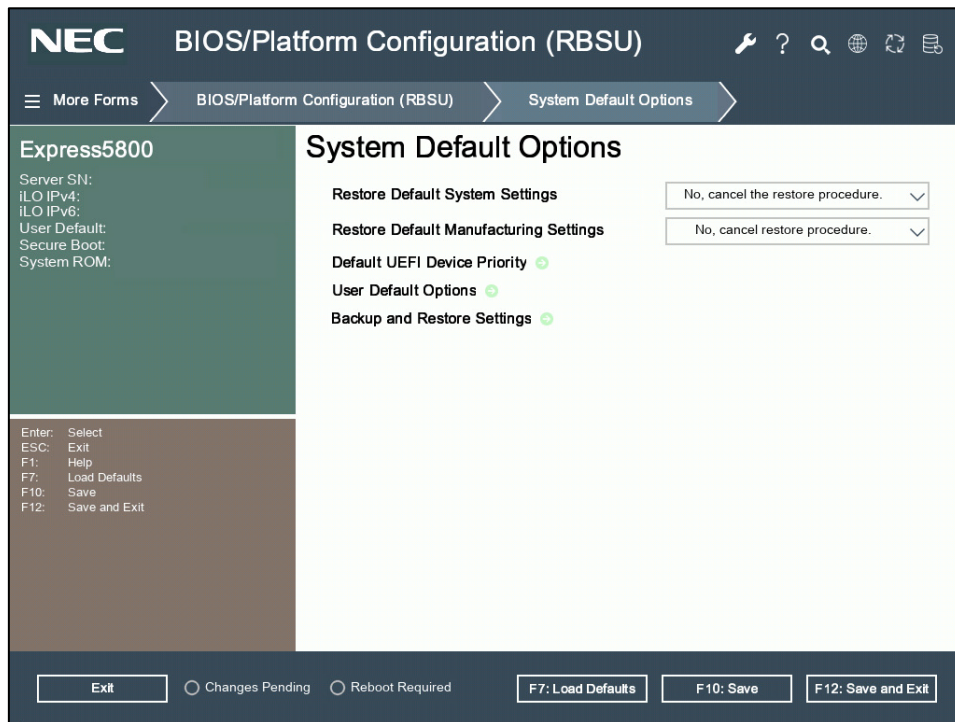 NEC BIOS/Platform Configuration (RBSU)
More Forms BIOS/Platform Configuration (RBSU) System Default Options
Express5800
Server SN:
iLO IPv4:
iLO IPv6:
User Default:
Secure Boot:
System ROM:
Enter: Select
ESC: Exit
F1: Help
F7: Load Defaults
F10: Save
F12: Save and Exit
System Default Options
Restore Default System Settings No, cancel the restore procedure.
Restore Default Manufacturing Settings No, cancel restore procedure.
Default UEFI Device Priority
User Default Options
Backup and Restore Settings
Exit Changes Pending Reboot Required F7: Load Defaults F10: Save F12: Save and Exit